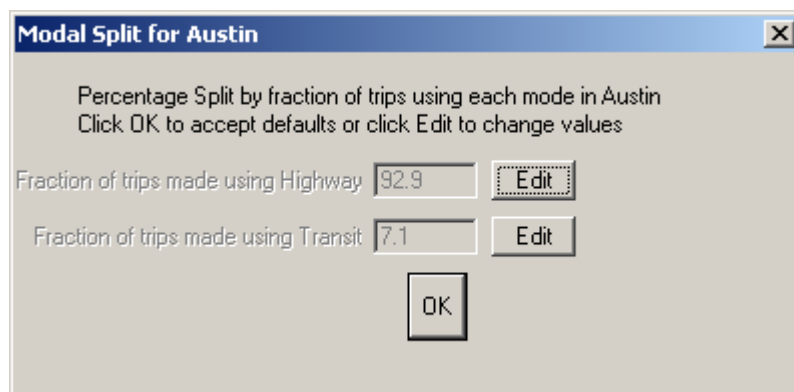 Modal Split for Austin
Percentage Split by fraction of trips using each mode in Austin
Click OK to accept defaults or click Edit to change values
Fraction of trips made using Highway 92.9 Edit
Fraction of trips made using Transit 7.1 Edit
OK